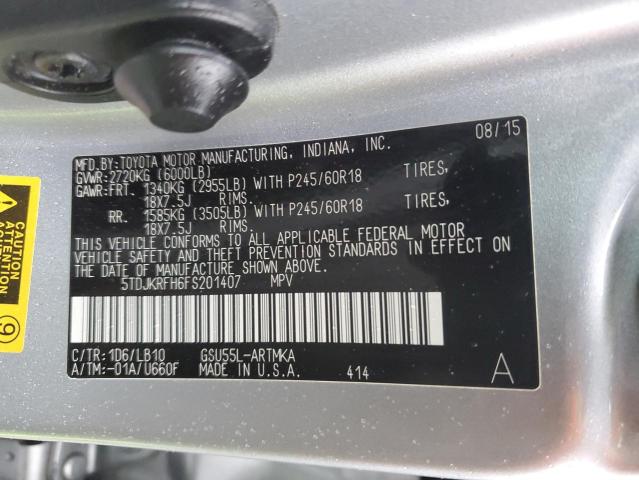 08/15
MFD.BY:TOYOTA MOTOR MANUFACTURING, INDIANA, INC.
GVWR:2720KG (6000LB)
GAWR:FRT. 1340KG (2955LB) WITH P245/60R18 TIRES,
18X7.5J RIMS.
RR. 1585KG (3505LB) WITH P245/60R18 TIRES,
18X7.5J RIMS.
THIS VEHICLE CONFORMS TO ALL APPLICABLE FEDERAL MOTOR
VEHICLE SAFETY AND THEFT PREVENTION STANDARDS IN EFFECT ON
THE DATE OF MANUFACTURE SHOWN ABOVE.
5TDJKRFH6FS201407 MPV
C/TR:1D6/LB10 GSU55L-ARTMKA
A/TM:-01A/U660F MADE IN U.S.A. 414 A
CAUTION
ATTENTION
9